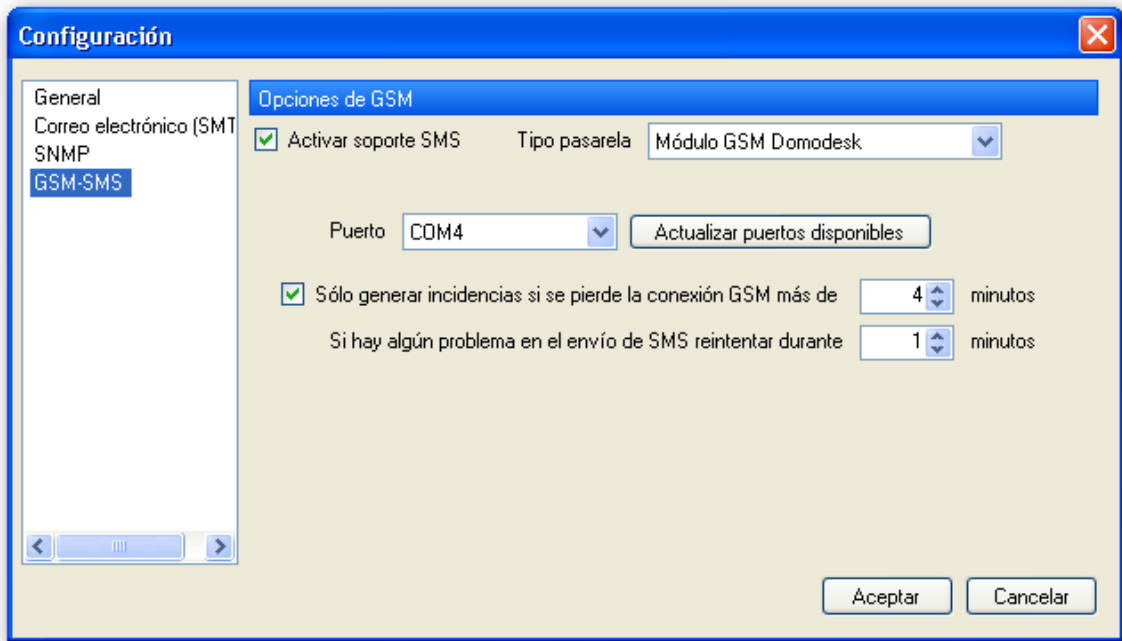 Configuración
General
Correo electrónico (SMT
SNMP
GSM-SMS
Opciones de GSM
Activar soporte SMS Tipo pasarela Módulo GSM Domodesk
Puerto COM4 Actualizar puertos disponibles
Sólo generar incidencias si se pierde la conexión GSM más de 4 minutos
Si hay algún problema en el envío de SMS reintentar durante 1 minutos
Aceptar Cancelar